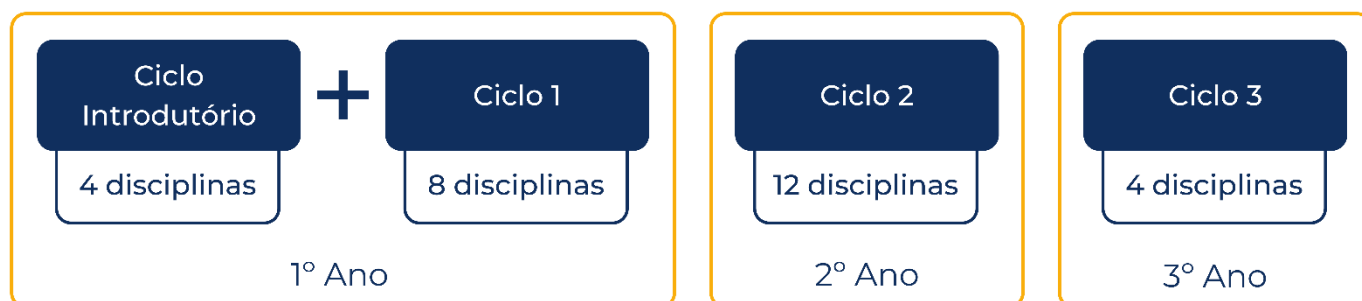 Ciclo
Introdutório
+
Ciclo 1
Ciclo 2
Ciclo 3
4 disciplinas
8 disciplinas
12 disciplinas
4 disciplinas
1º Ano
2º Ano
3º Ano